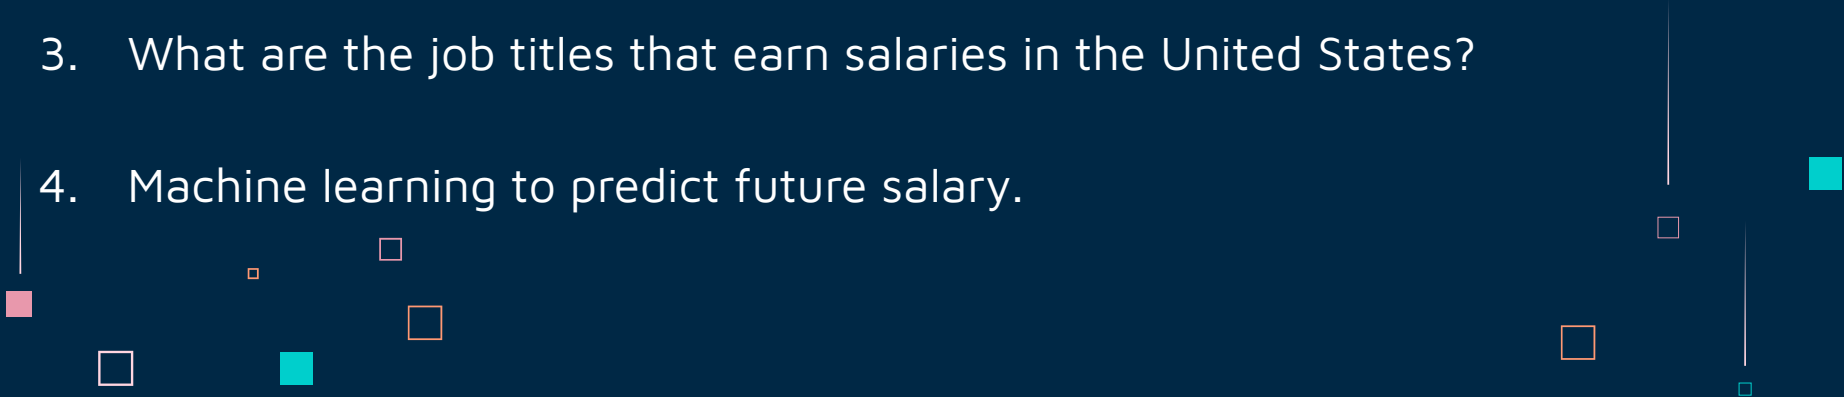 3. What are the job titles that earn salaries in the United States?
4. Machine learning to predict future salary.